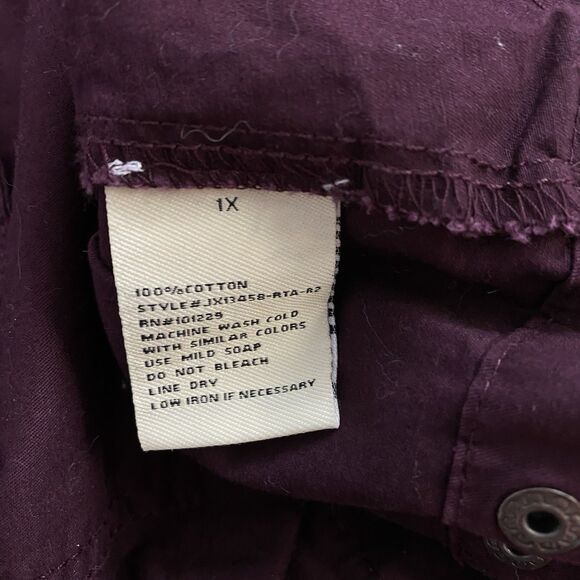 1X
100%COTTON
STYLE#JX13458-RTA-R2
RN#101229
MACHINE WASH COLD
WITH SIMILAR COLORS
USE MILD SOAP
DO NOT BLEACH
LINE DRY
LOW IRON IF NECESSARY